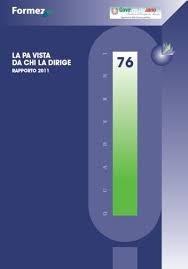 Formez
LA PA VISTA
DA CHI LA DIRIGE
RAPPORTO 2011
76
QUADERNI